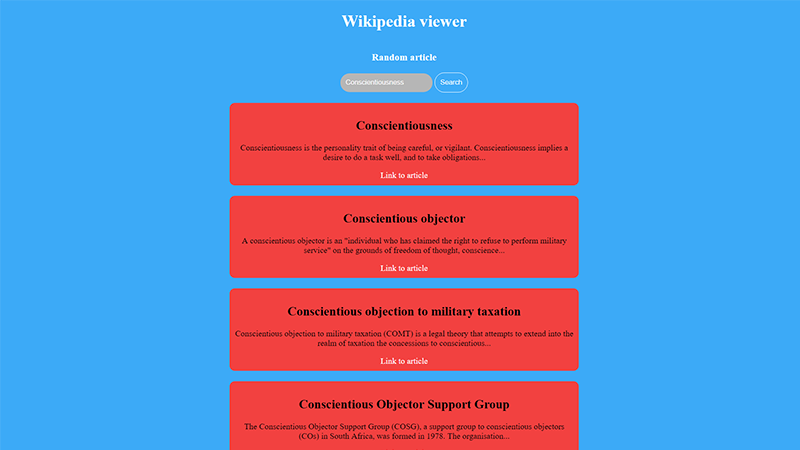 Wikipedia viewer
Random article
Conscientiousness
Search
Conscientiousness
Conscientiousness is the personality trait of being careful, or vigilant. Conscientiousness implies a
desire to do a task well, and to take obligations...
Link to article
Conscientious objector
A conscientious objector is an "individual who has claimed the right to refuse to perform military
service" on the grounds of freedom of thought, conscience...
Link to article
Conscientious objection to military taxation
Conscientious objection to military taxation (COMT) is a legal theory that attempts to extend into the
realm of taxation the concessions to conscientious...
Link to article
Conscientious Objector Support Group
The Conscientious Objector Support Group (COSG), a support group to conscientious objectors
(COs) in South Africa, was formed in 1978. The organisation...